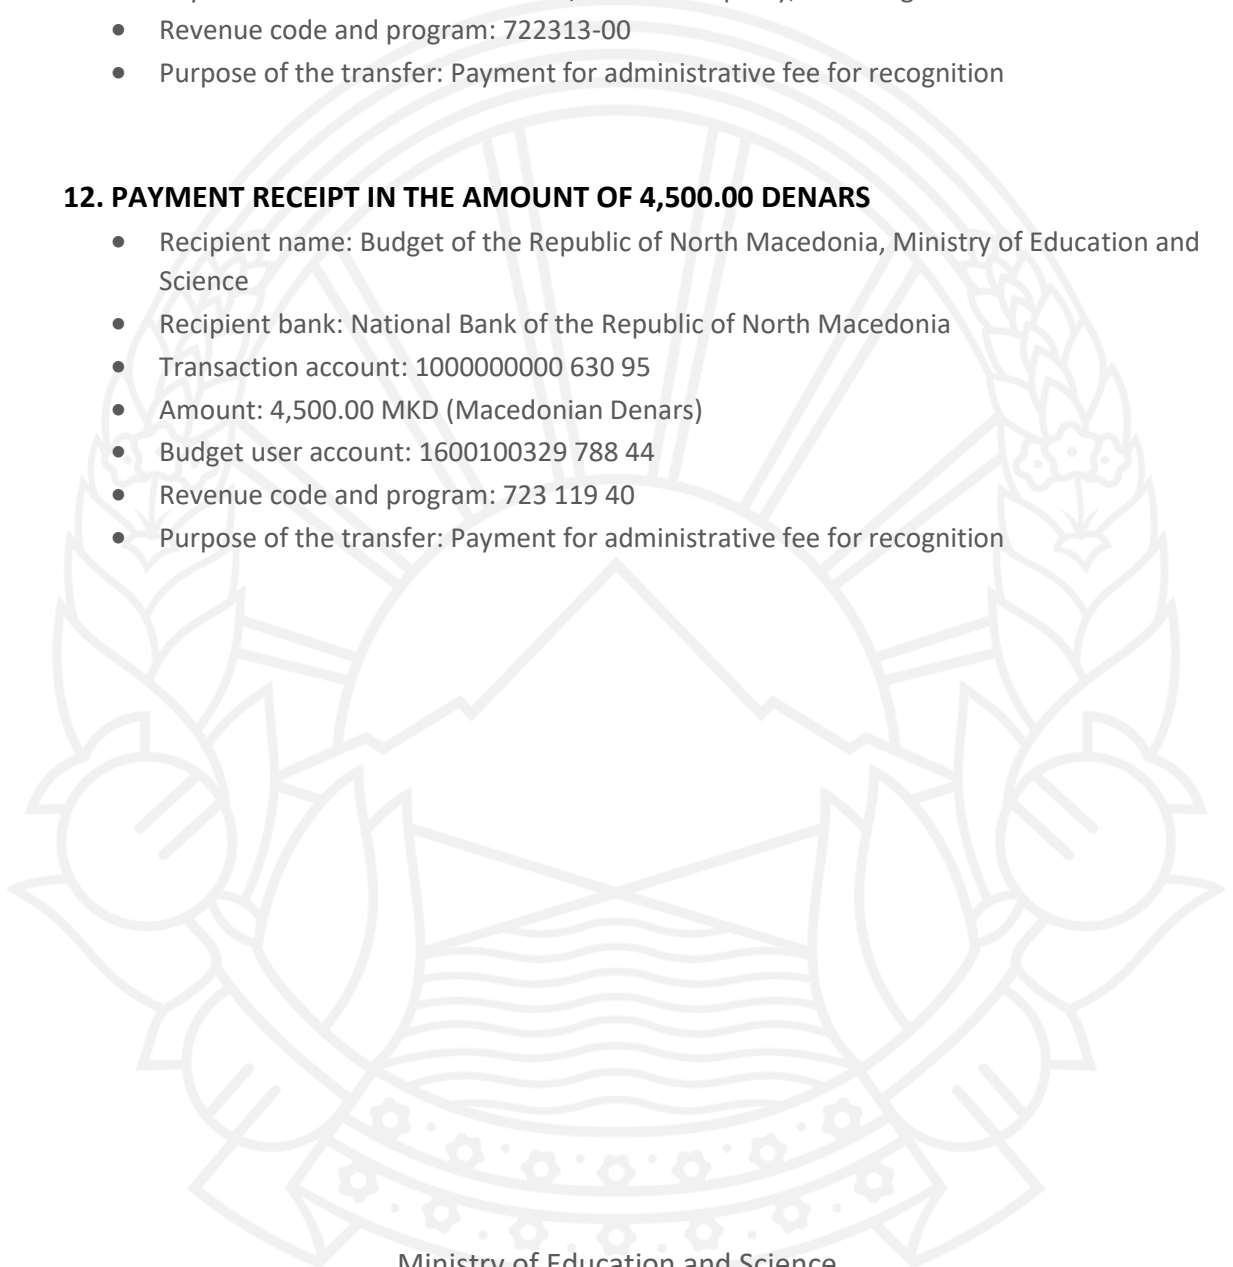 • Revenue code and program: 722313-00
• Purpose of the transfer: Payment for administrative fee for recognition
12. PAYMENT RECEIPT IN THE AMOUNT OF 4,500.00 DENARS
• Recipient name: Budget of the Republic of North Macedonia, Ministry of Education and
Science
• Recipient bank: National Bank of the Republic of North Macedonia
• Transaction account: 1000000000 630 95
• Amount: 4,500.00 MKD (Macedonian Denars)
• Budget user account: 1600100329 788 44
• Revenue code and program: 723 119 40
• Purpose of the transfer: Payment for administrative fee for recognition
Ministry of Education and Science